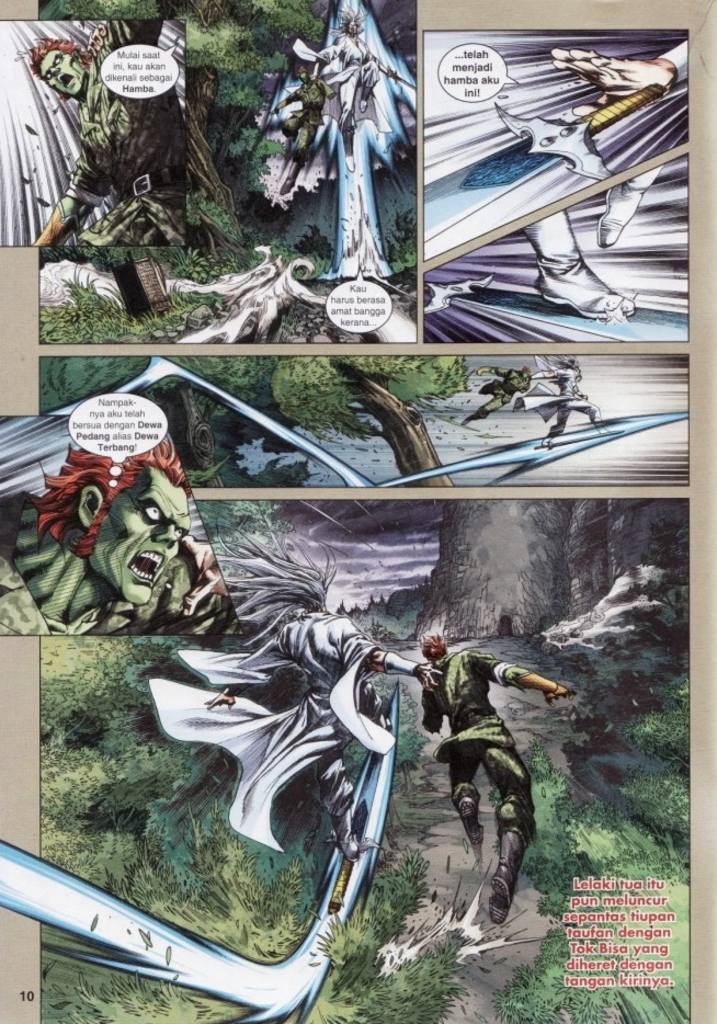 Mulai saat
ini, kau akan
dikenali sebagai
Hamba.
Kau
harus berasa
amat bangga
kerana...
...telah
menjadi
hamba aku
ini!
Nampak-
nya aku telah
bersua dengan Dewa
Pedang alias Dewa
Terbang!
Lelaki tua itu
pun meluncur
sepantas tiupan
taufan dengan
Tok Bisa yang
diheret dengan
tangan kirinya.
10